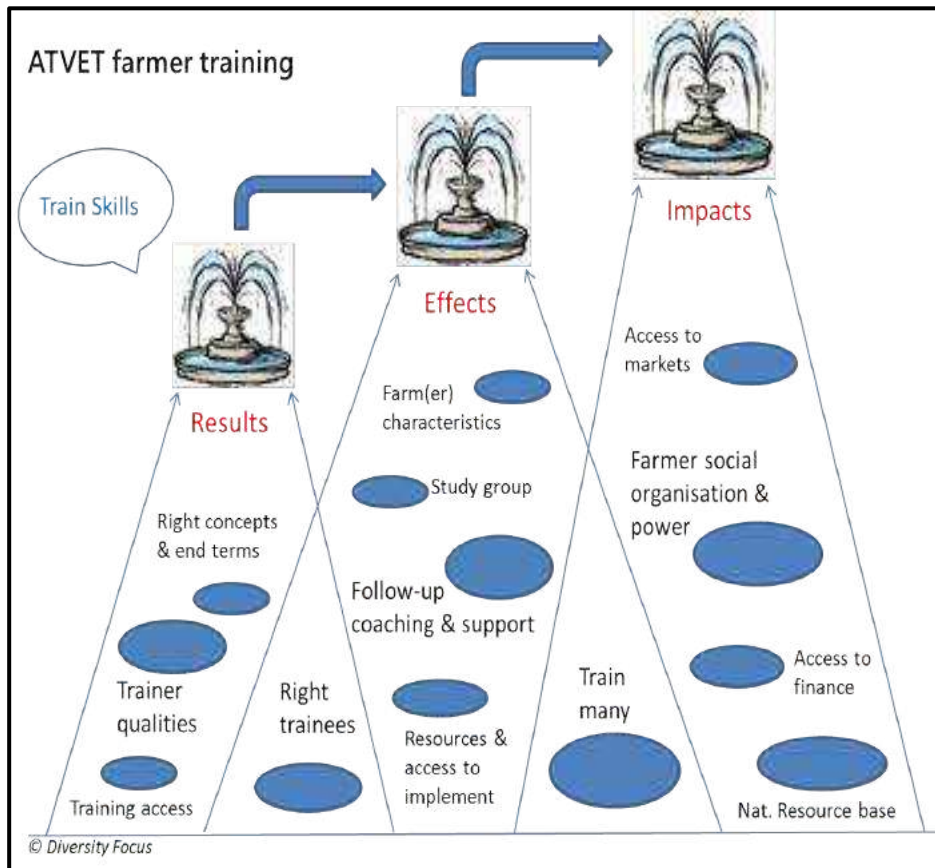 ATVET farmer training
Train Skills
Results
Effects
Impacts
Right concepts
& end terms
Trainer
qualities
Training access
Right
trainees
Farm(er)
characteristics
Study group
Follow-up
coaching & support
Resources &
access to
implement
Train
many
Access to
markets
Farmer social
organisation &
power
Access to
finance
Nat. Resource base
© Diversity Focus